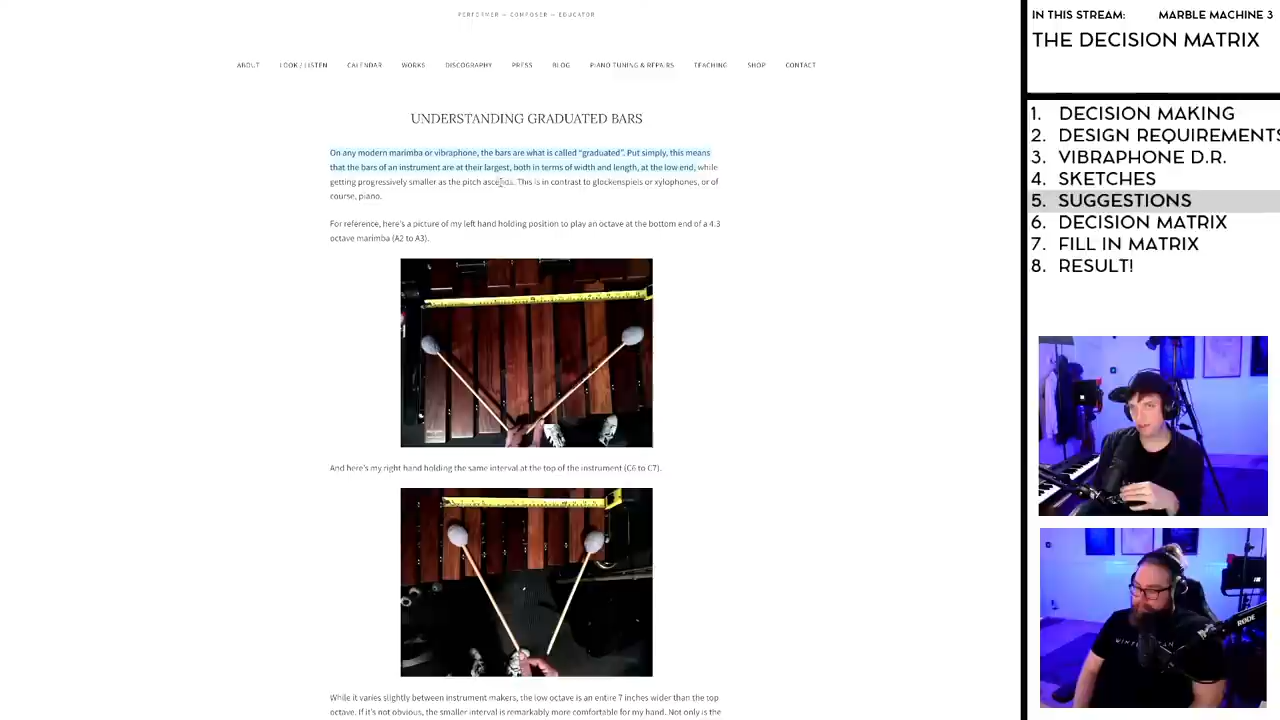 PERFORMER — COMPOSER — EDUCATOR
ABOUT LOOK / LISTEN CALENDAR WORKS DISCOGRAPHY PRESS BLOG PIANO TUNING & REPAIRS TEACHING SHOP CONTACT
UNDERSTANDING GRADUATED BARS
On any modern marimba or vibraphone, the bars are what is called “graduated”. Put simply, this means
that the bars of an instrument are at their largest, both in terms of width and length, at the low end, while
getting progressively smaller as the pitch ascends. This is in contrast to glockenspiels or xylophones, or of
course, piano.
For reference, here's a picture of my left hand holding position to play an octave at the bottom end of a 4.3
octave marimba (A2 to A3).
And here's my right hand holding the same interval at the top of the instrument (C6 to C7).
While it varies slightly between instrument makers, the low octave is an entire 7 inches wider than the top
octave. If it's not obvious, the smaller interval is remarkably more comfortable for my hand. Not only is the
IN THIS STREAM: MARBLE MACHINE 3
THE DECISION MATRIX
1. DECISION MAKING
2. DESIGN REQUIREMENTS
3. VIBRAPHONE D.R.
4. SKETCHES
5. SUGGESTIONS
6. DECISION MATRIX
7. FILL IN MATRIX
8. RESULT!
RODE